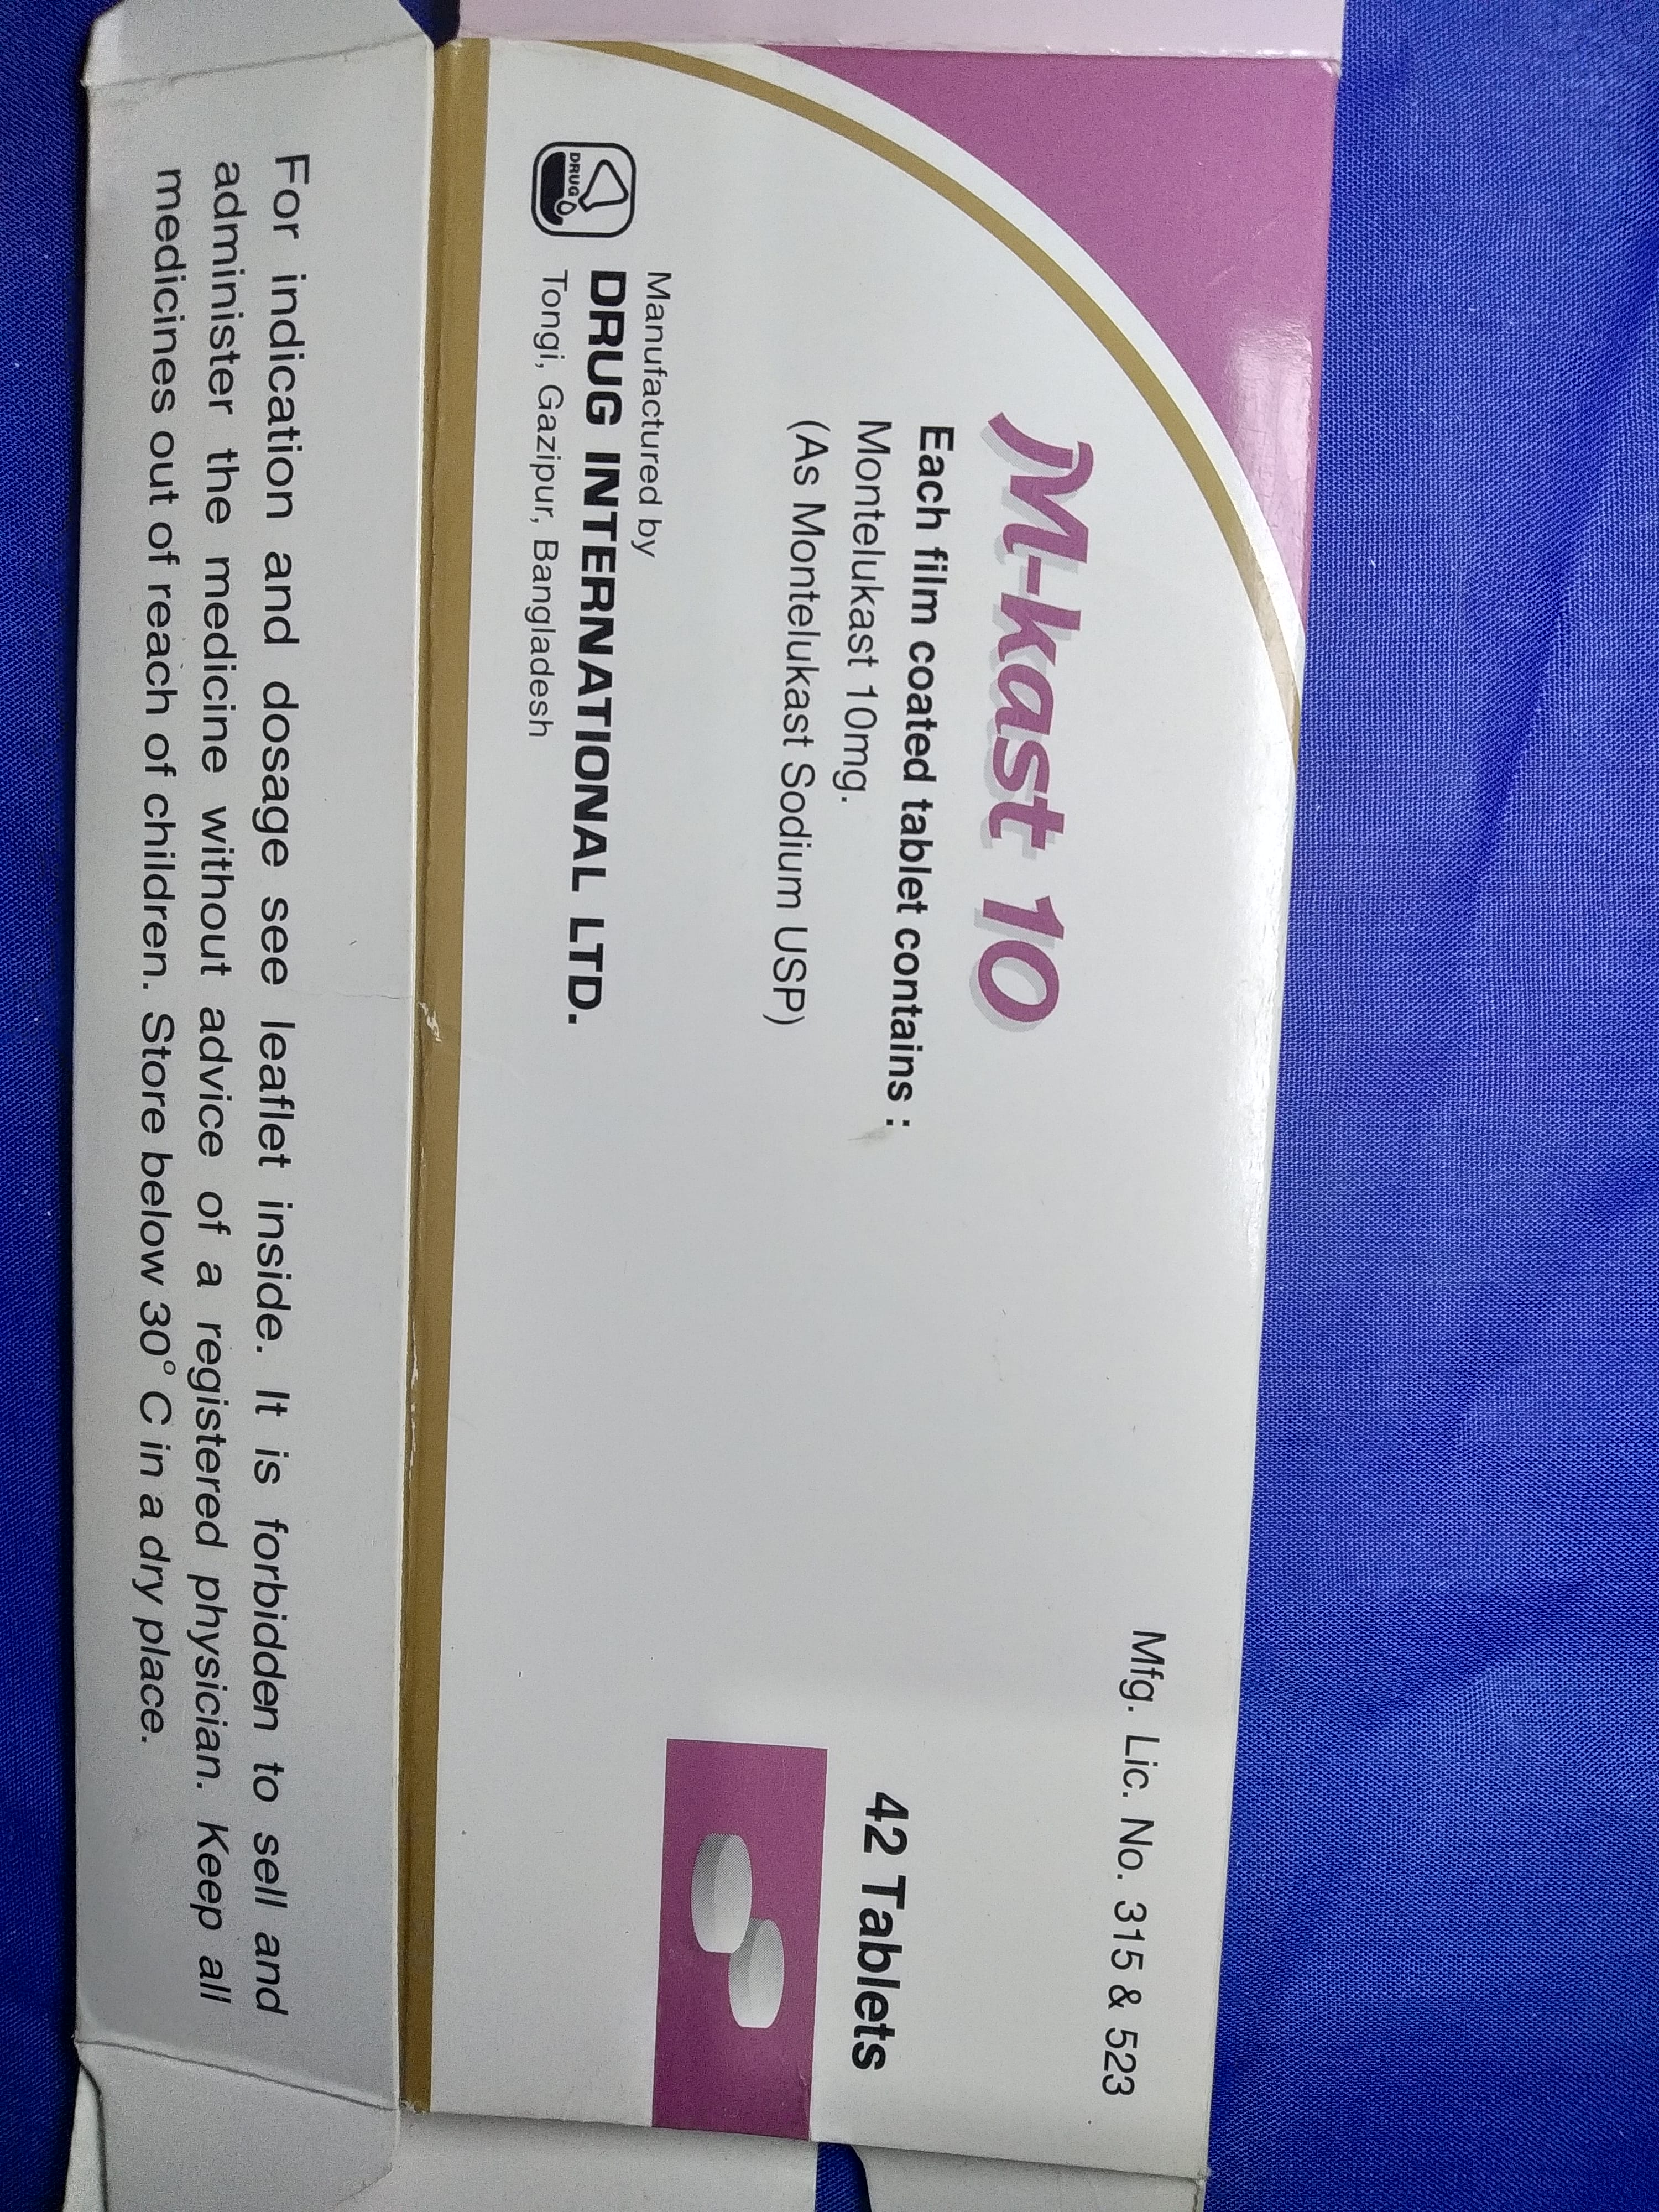 Mfg. Lic. No. 315 & 523
M-kast 10
Each film coated tablet contains :
Montelukast 10mg.
(As Montelukast Sodium USP)
42 Tablets
Manufactured by
DRUG INTERNATIONAL LTD.
Tongi, Gazipur, Bangladesh
DRUG
For indication and dosage see leaflet inside. It is forbidden to sell and
administer the medicine without advice of a registered physician. Keep all
medicines out of reach of children. Store below 30° C in a dry place.